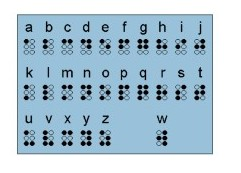 a b c d e f g h i j
k l m n o p q r s t
u v x y z w